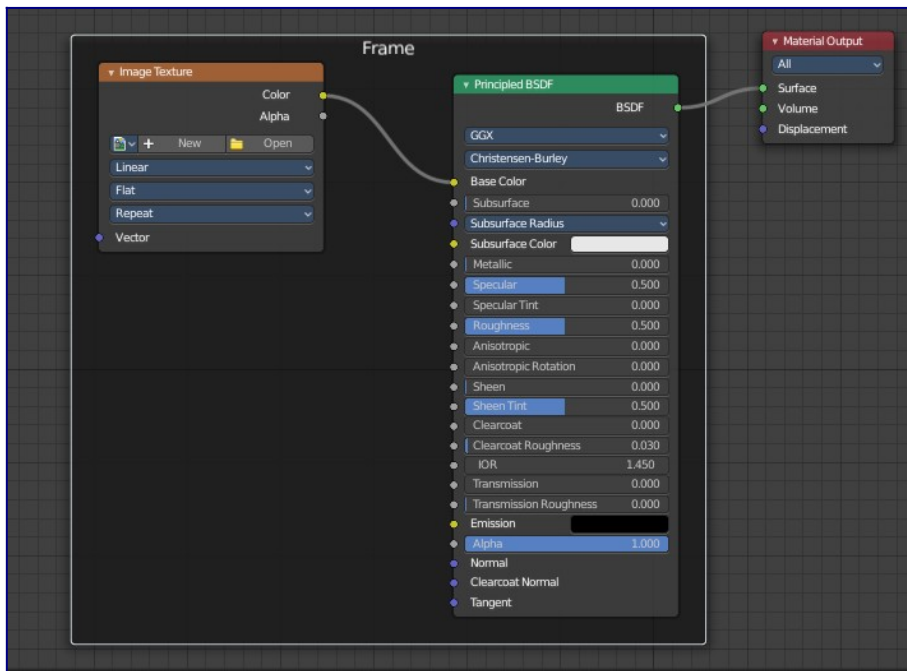 Frame
Image Texture
Color
Alpha
New Open
Linear
Flat
Repeat
Vector
Principled BSDF
BSDF
GGX
Christensen-Burley
Base Color
Subsurface 0.000
Subsurface Radius
Subsurface Color
Metallic 0.000
Specular 0.500
Specular Tint 0.000
Roughness 0.500
Anisotropic 0.000
Anisotropic Rotation 0.000
Sheen 0.000
Sheen Tint 0.500
Clearcoat 0.000
Clearcoat Roughness 0.030
IOR 1.450
Transmission 0.000
Transmission Roughness 0.000
Emission
Alpha 1.000
Normal
Clearcoat Normal
Tangent
Material Output
All
Surface
Volume
Displacement